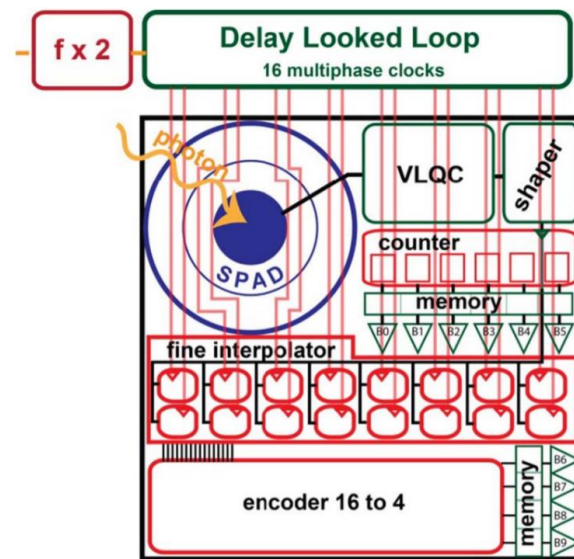 f x 2
Delay Looked Loop
16 multiphase clocks
photon
SPAD
VLQC
shaper
counter
memory
B0 B1 B2 B3 B4 B5
fine interpolator
encoder 16 to 4
memory
B6
B7
B8
B9